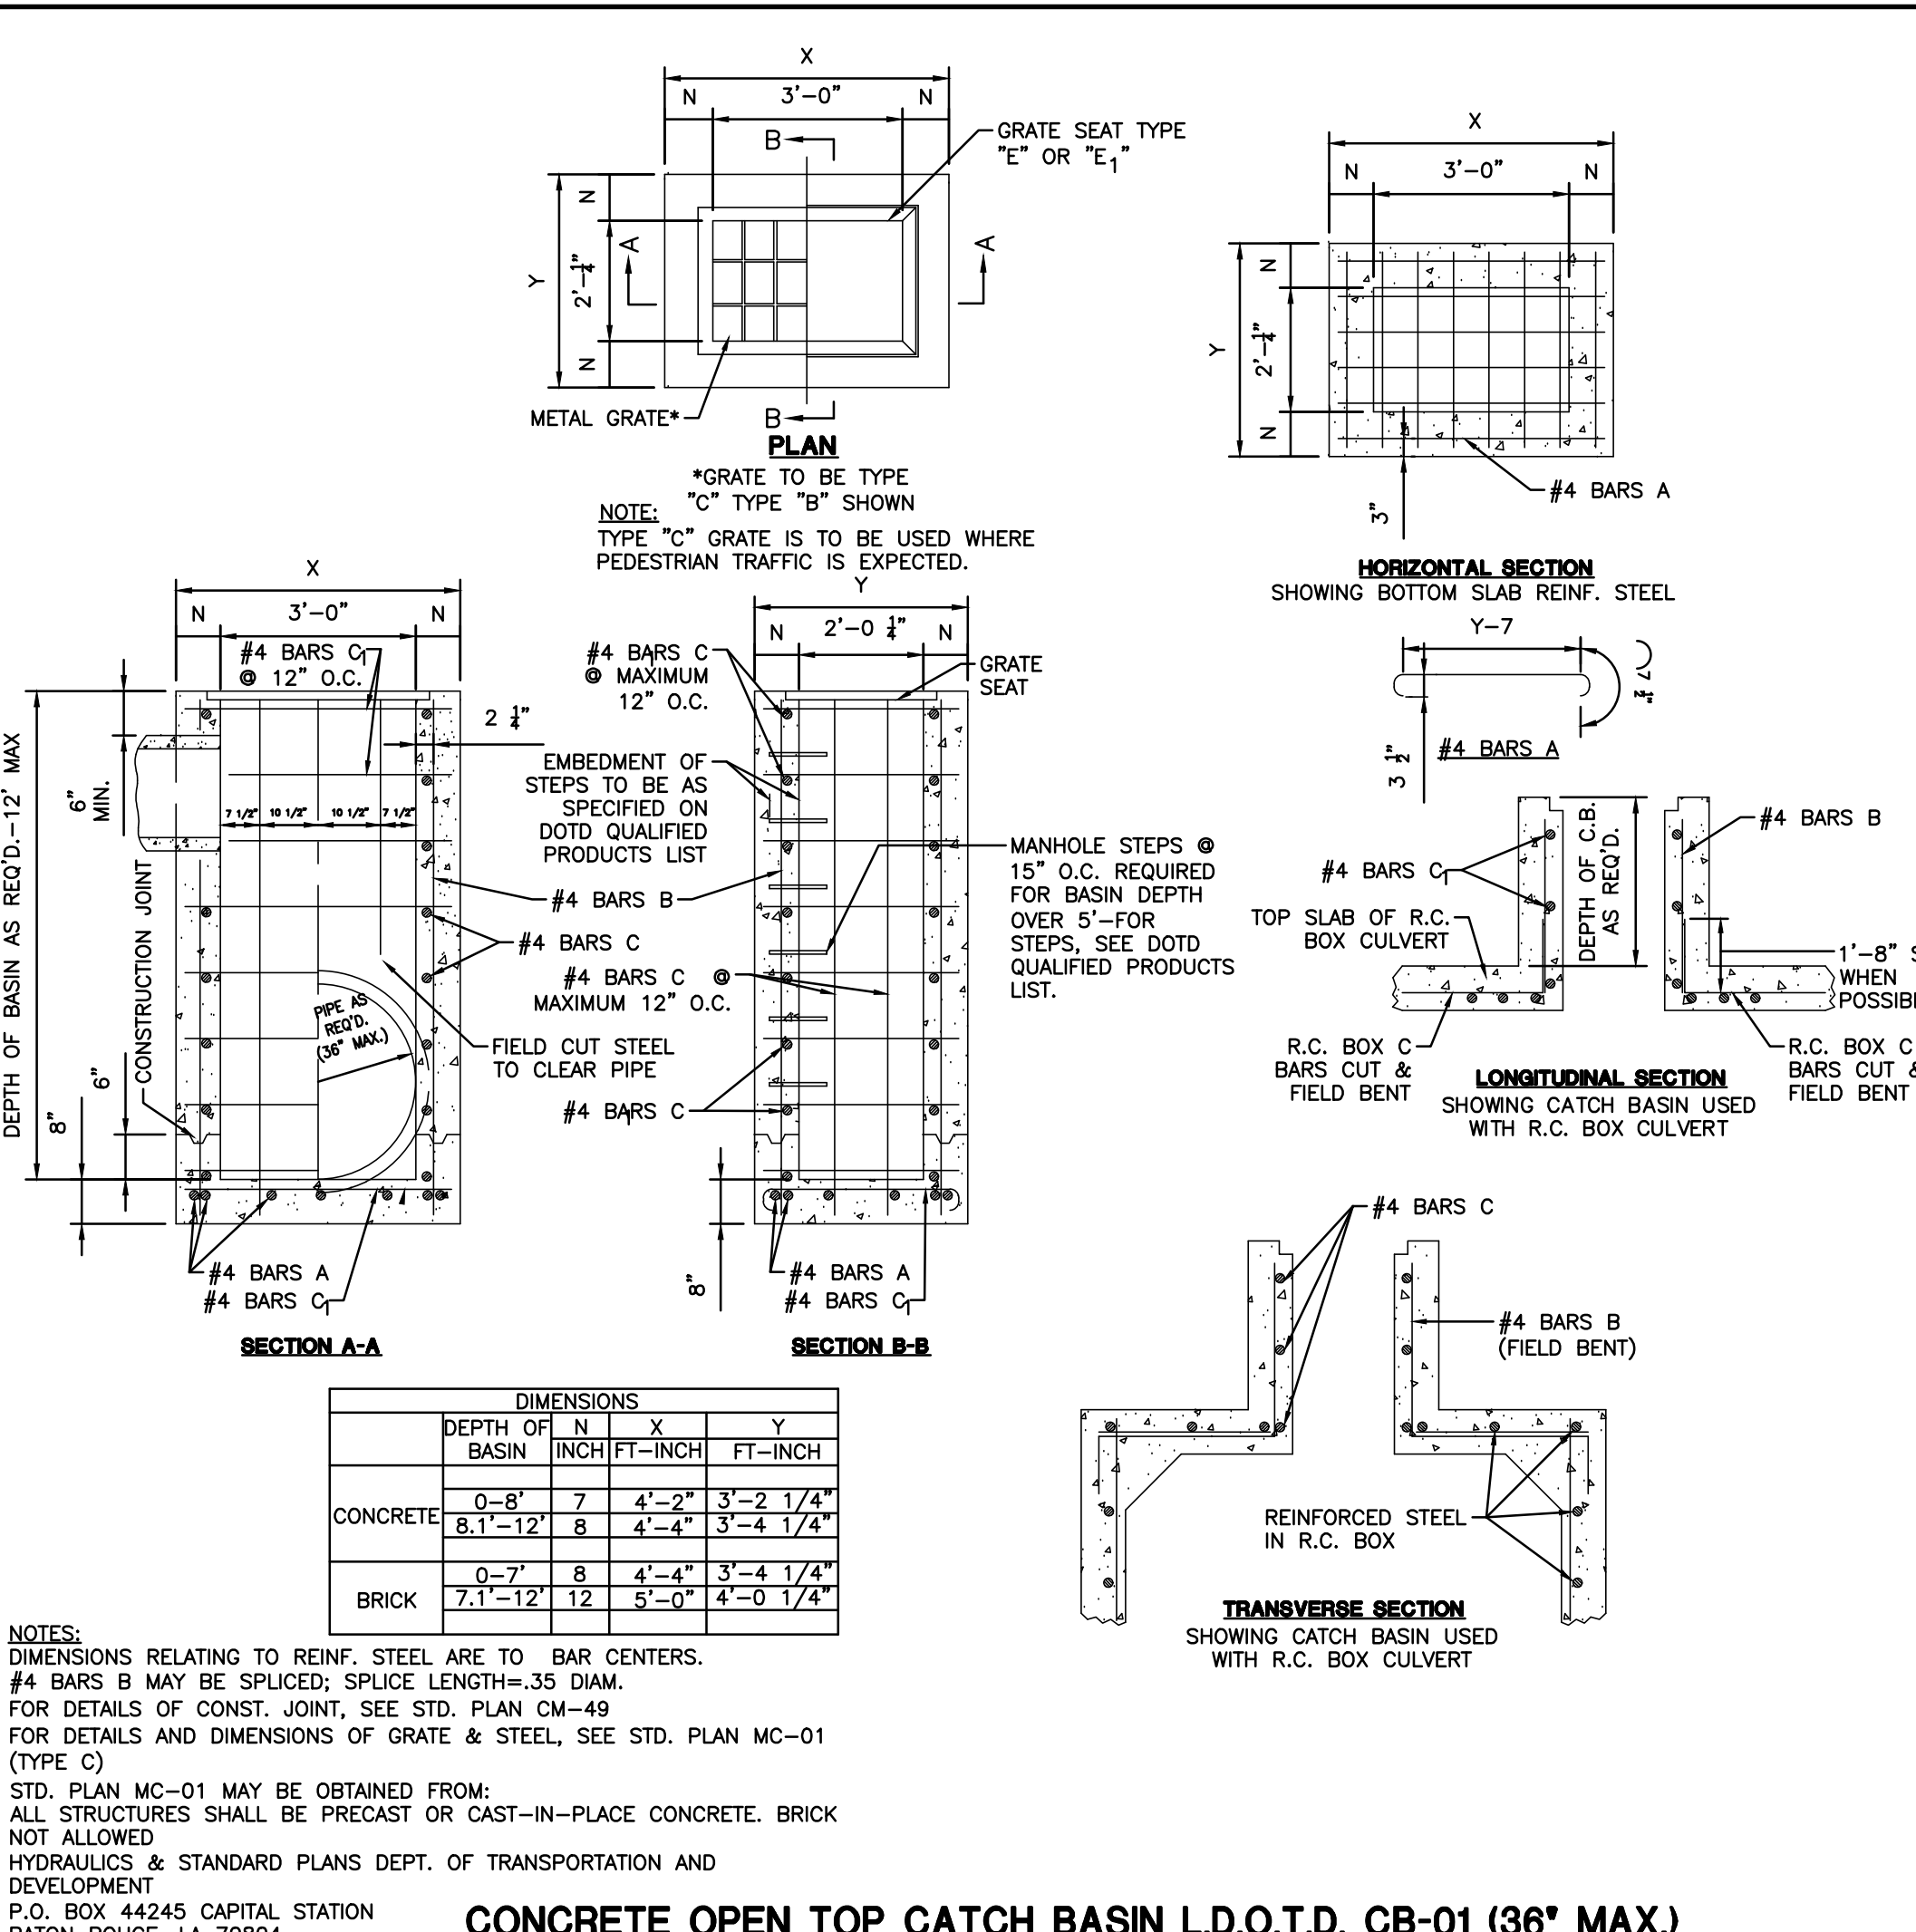 X
N 3'-0" N
B
GRATE SEAT TYPE
"E" OR "E1"
Y
N
2'-¼"
N
A
A
METAL GRATE*
B
PLAN
*GRATE TO BE TYPE
"C" TYPE "B" SHOWN
NOTE:
TYPE "C" GRATE IS TO BE USED WHERE
PEDESTRIAN TRAFFIC IS EXPECTED.
X
N 3'-0" N
Y
N
2'-¼"
N
3"
#4 BARS A
HORIZONTAL SECTION
SHOWING BOTTOM SLAB REINF. STEEL
Y-7
3 ½"
7 ½"
#4 BARS A
X
N 3'-0" N
#4 BARS C1
@ 12" O.C.
2 ¼"
DEPTH OF BASIN AS REQ'D.-12' MAX
6"
MIN.
7 1/2" 10 1/2" 10 1/2" 7 1/2"
CONSTRUCTION JOINT
6"
8"
PIPE AS
REQ'D.
(36" MAX.)
#4 BARS A
#4 BARS C1
SECTION A-A
Y
N 2'-0 ¼" N
#4 BARS C1
@ MAXIMUM
12" O.C.
GRATE
SEAT
EMBEDMENT OF
STEPS TO BE AS
SPECIFIED ON
DOTD QUALIFIED
PRODUCTS LIST
#4 BARS B
#4 BARS C
#4 BARS C @
MAXIMUM 12" O.C.
FIELD CUT STEEL
TO CLEAR PIPE
#4 BARS C1
MANHOLE STEPS @
15" O.C. REQUIRED
FOR BASIN DEPTH
OVER 5'-FOR
STEPS, SEE DOTD
QUALIFIED PRODUCTS
LIST.
8"
#4 BARS A
#4 BARS C1
SECTION B-B
#4 BARS C1
TOP SLAB OF R.C.
BOX CULVERT
DEPTH OF C.B.
AS REQ'D.
#4 BARS B
1'-8" S
WHEN
POSSIB
R.C. BOX C
BARS CUT &
FIELD BENT
R.C. BOX C
BARS CUT &
FIELD BENT
LONGITUDINAL SECTION
SHOWING CATCH BASIN USED
WITH R.C. BOX CULVERT
#4 BARS C
#4 BARS B
(FIELD BENT)
REINFORCED STEEL
IN R.C. BOX
TRANSVERSE SECTION
SHOWING CATCH BASIN USED
WITH R.C. BOX CULVERT
DIMENSIONS
DEPTH OF N X Y
BASIN INCH FT-INCH FT-INCH
CONCRETE
0-8' 7 4'-2" 3'-2 1/4"
8.1'-12' 8 4'-4" 3'-4 1/4"
BRICK
0-7' 8 4'-4" 3'-4 1/4"
7.1'-12' 12 5'-0" 4'-0 1/4"
NOTES:
DIMENSIONS RELATING TO REINF. STEEL ARE TO BAR CENTERS.
#4 BARS B MAY BE SPLICED; SPLICE LENGTH=.35 DIAM.
FOR DETAILS OF CONST. JOINT, SEE STD. PLAN CM-49
FOR DETAILS AND DIMENSIONS OF GRATE & STEEL, SEE STD. PLAN MC-01
(TYPE C)
STD. PLAN MC-01 MAY BE OBTAINED FROM:
ALL STRUCTURES SHALL BE PRECAST OR CAST-IN-PLACE CONCRETE. BRICK
NOT ALLOWED
HYDRAULICS & STANDARD PLANS DEPT. OF TRANSPORTATION AND
DEVELOPMENT
P.O. BOX 44245 CAPITAL STATION
CONCRETE OPEN TOP CATCH BASIN L.D.O.T.D. CB-01 (36" MAX.)